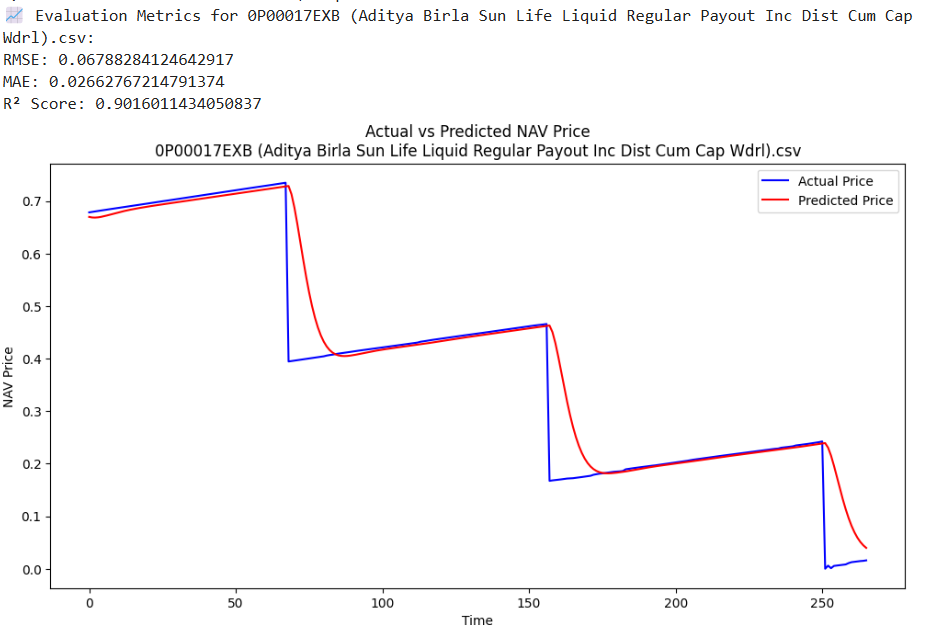 📈 Evaluation Metrics for 0P00017EXB (Aditya Birla Sun Life Liquid Regular Payout Inc Dist Cum Cap
Wdrl).csv:
RMSE: 0.06788284124642917
MAE: 0.02662767214791374
R² Score: 0.9016011434050837
Actual vs Predicted NAV Price
0P00017EXB (Aditya Birla Sun Life Liquid Regular Payout Inc Dist Cum Cap Wdrl).csv
Actual Price
Predicted Price
NAV Price
0.7
0.6
0.5
0.4
0.3
0.2
0.1
0.0
0 50 100 150 200 250
Time